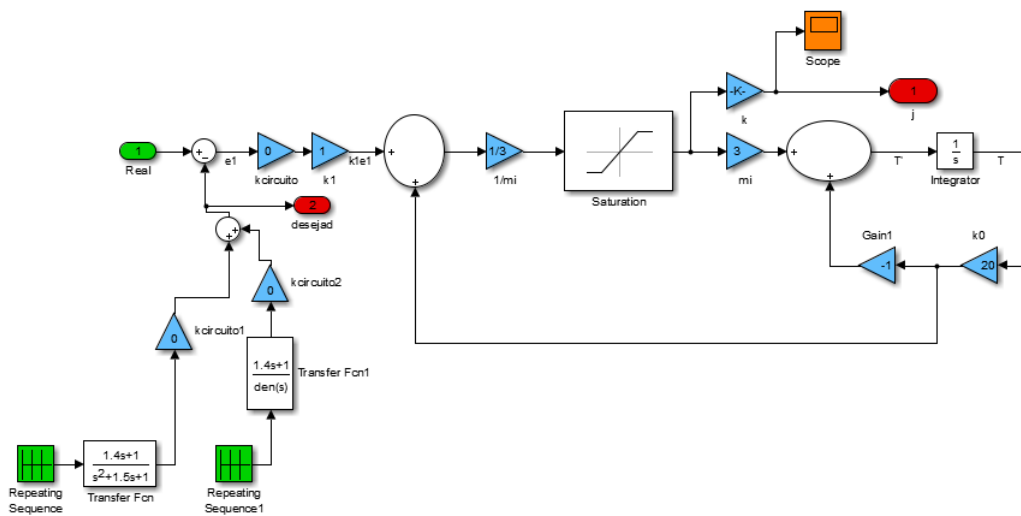 Scope
-K-
k
1
j
1
Real
+
−
e1
0
kcircuito
1
k1
k1e1
+
+
1/3
1/mi
Saturation
3
mi
+
+
T'
1
s
Integrator
T
2
desejad
+
+
Gain1
-1
k0
20
0
kcircuito2
0
kcircuito1
1.4s+1
den(s)
Transfer Fcn1
Repeating
Sequence
1.4s+1
s²+1.5s+1
Transfer Fcn
Repeating
Sequence1